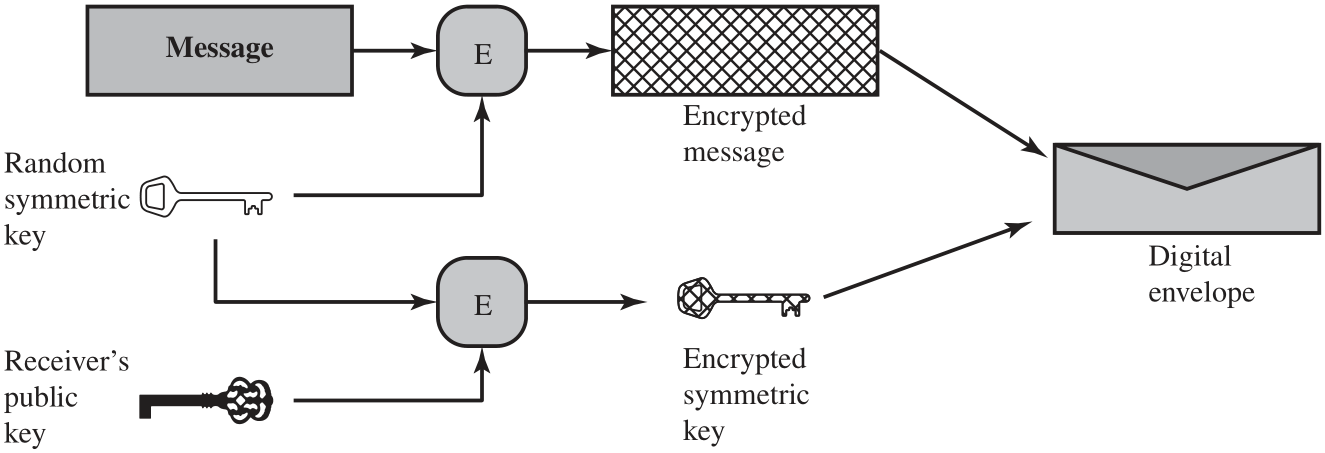 Message
E
Encrypted
message
Random
symmetric
key
Digital
envelope
E
Receiver’s
public
key
Encrypted
symmetric
key